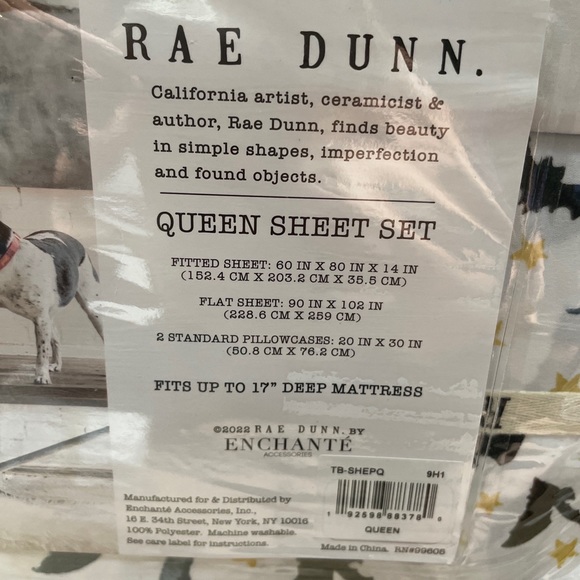 RAE DUNN.
California artist, ceramicist &
author, Rae Dunn, finds beauty
in simple shapes, imperfection
and found objects.
QUEEN SHEET SET
FITTED SHEET: 60 IN X 80 IN X 14 IN
(152.4 CM X 203.2 CM X 35.5 CM)
FLAT SHEET: 90 IN X 102 IN
(228.6 CM X 259 CM)
2 STANDARD PILLOWCASES: 20 IN X 30 IN
(50.8 CM X 76.2 CM)
FITS UP TO 17” DEEP MATTRESS
©2022 RAE DUNN. BY
ENCHANTÉ
ACCESSORIES
TB-SHEPQ 9H1
1 92598 88378 6
QUEEN
Manufactured for & Distributed by
Enchanté Accessories, Inc.,
16 E. 34th Street, New York, NY 10016
100% Polyester. Machine washable.
See care label for instructions.
Made in China. RN#99605